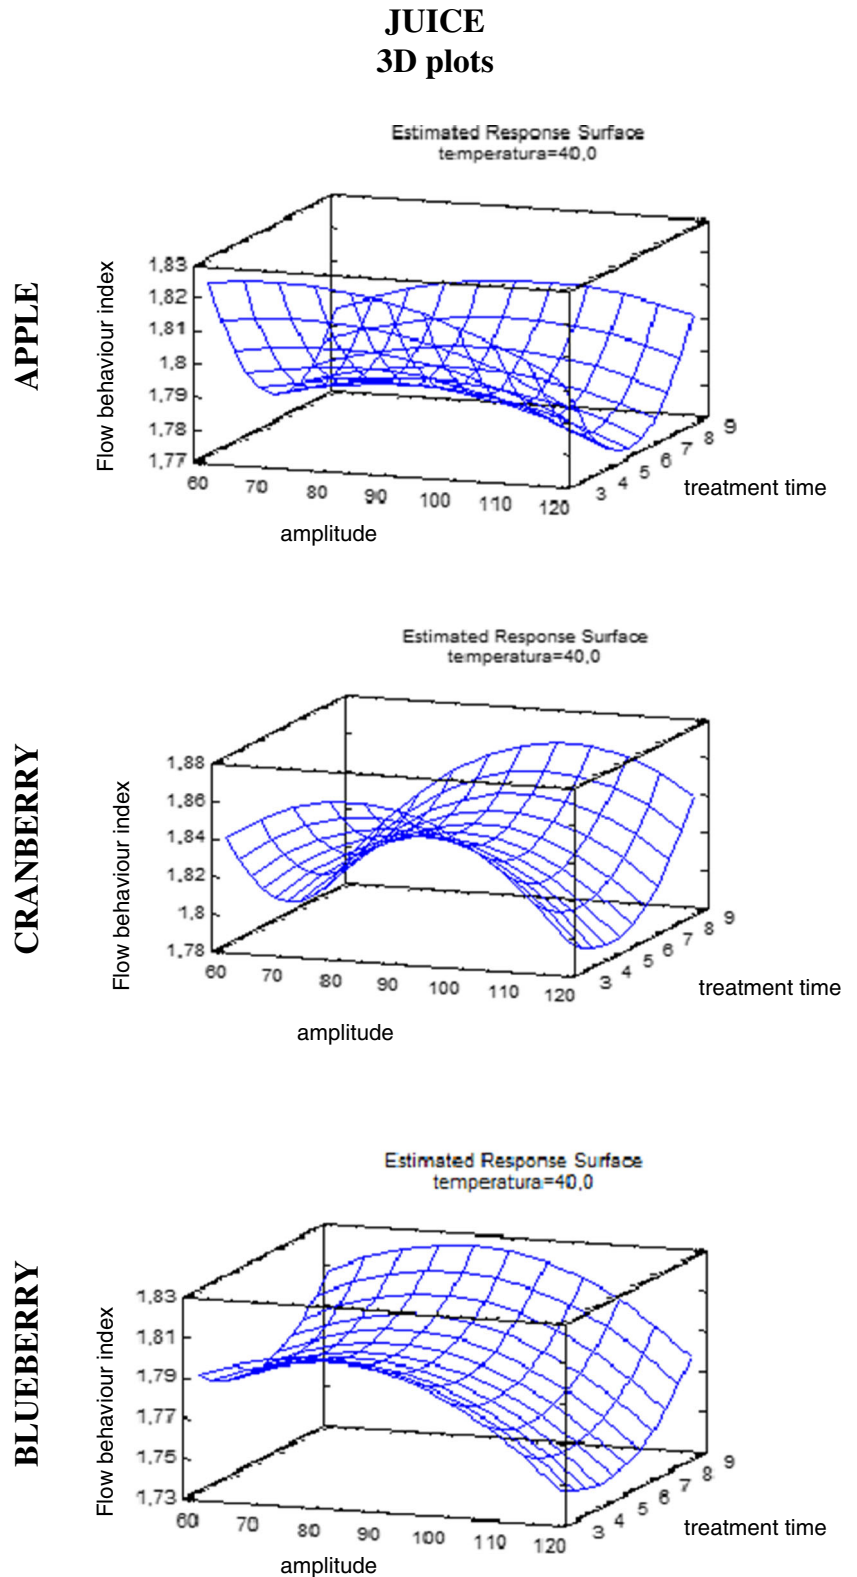 JUICE
3D plots
APPLE
Estimated Response Surface
temperatura=40,0
Flow behaviour index
1,83
1,82
1,81
1,8
1,79
1,78
1,77
60 70 80 90 100 110 120
amplitude
3 4 5 6 7 8 9
treatment time
CRANBERRY
Estimated Response Surface
temperatura=40,0
Flow behaviour index
1,88
1,86
1,84
1,82
1,8
1,78
60 70 80 90 100 110 120
amplitude
3 4 5 6 7 8 9
treatment time
BLUEBERRY
Estimated Response Surface
temperatura=40,0
Flow behaviour index
1,83
1,81
1,79
1,77
1,75
1,73
60 70 80 90 100 110 120
amplitude
3 4 5 6 7 8 9
treatment time